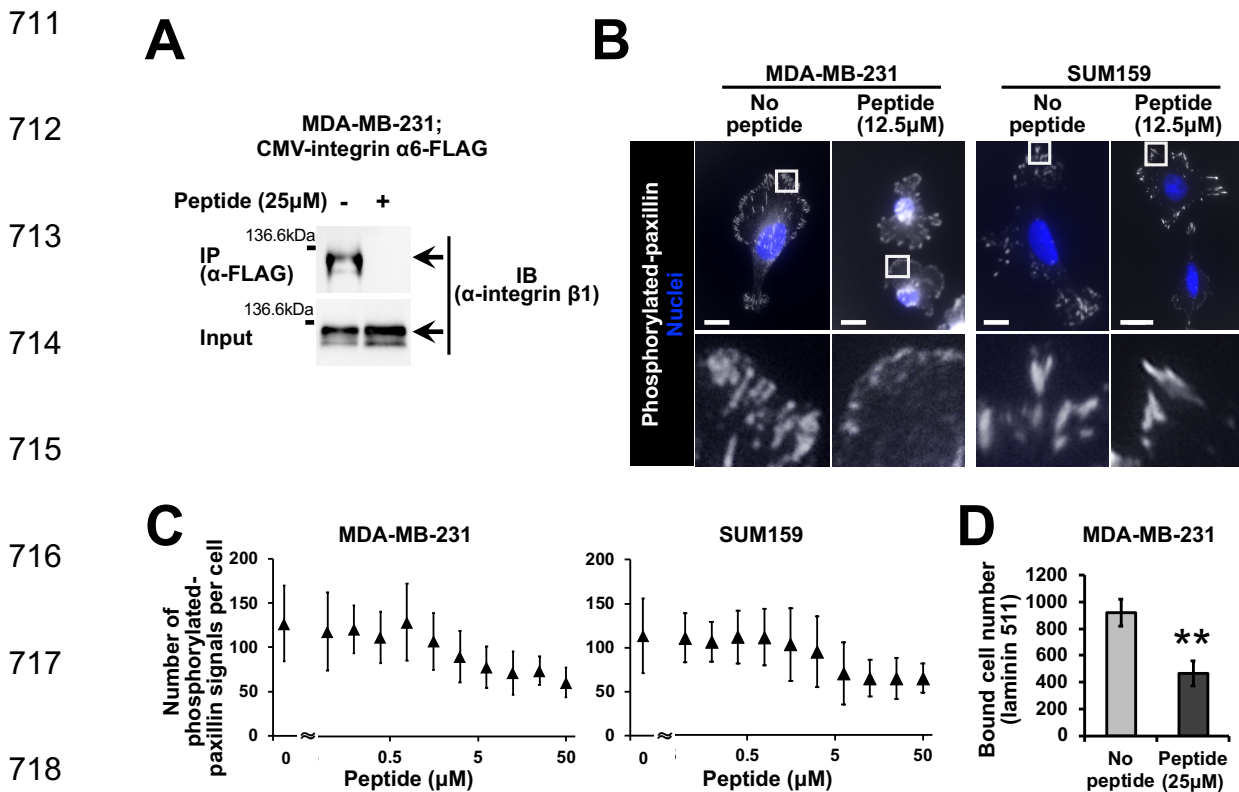 711
712
713
714
715
716
717
718
A
MDA-MB-231;
CMV-integrin α6-FLAG
Peptide (25µM) - +
136.6kDa
IP
(α-FLAG)
136.6kDa
Input
IB
(α-integrin β1)
B
MDA-MB-231
SUM159
No
peptide
Peptide
(12.5µM)
No
peptide
Peptide
(12.5µM)
Phosphorylated-paxillin
Nuclei
C
MDA-MB-231
Number of
phosphorylated-
paxillin signals per cell
200
150
100
50
0
0 ≈ 0.5 5 50
Peptide (µM)
SUM159
200
150
100
50
0
0 ≈ 0.5 5 50
Peptide (µM)
D
MDA-MB-231
Bound cell number
(laminin 511)
1200
1000
800
600
400
200
0
**
No
peptide
Peptide
(25µM)